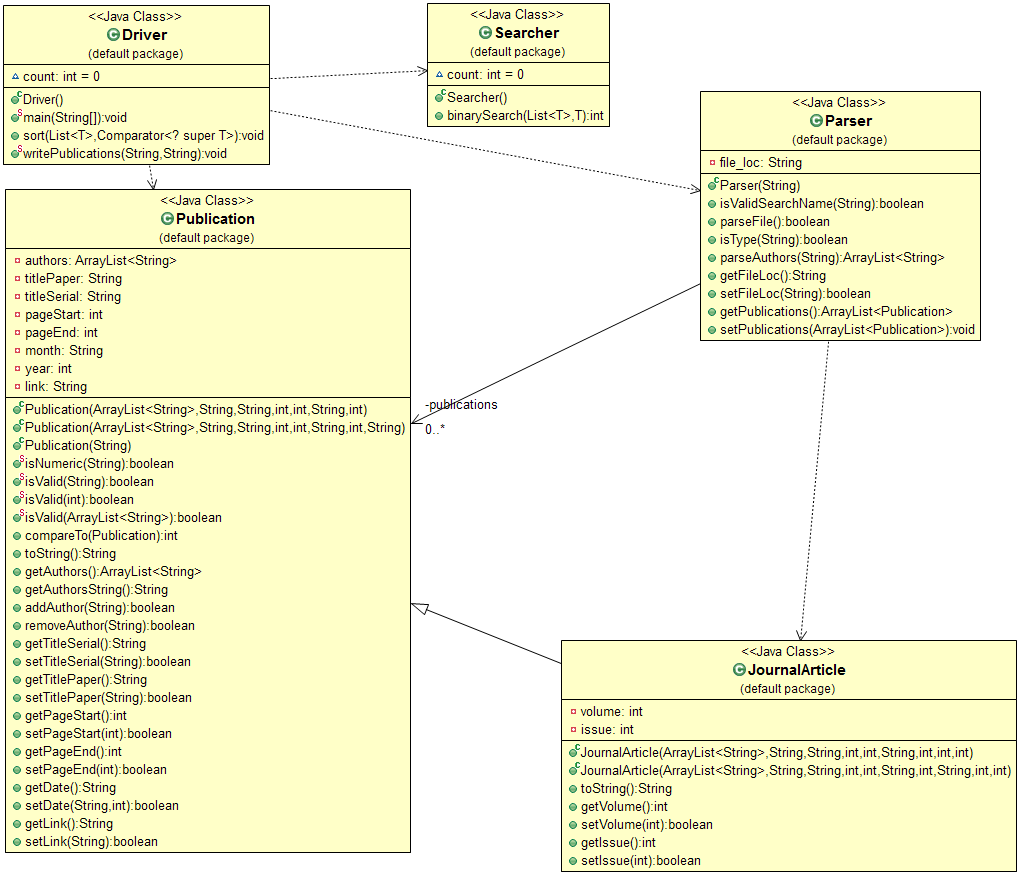 <<Java Class>>
Driver
(default package)
count: int = 0
Driver()
main(String[]):void
sort(List<T>,Comparator<? super T>):void
writePublications(String,String):void
<<Java Class>>
Searcher
(default package)
count: int = 0
Searcher()
binarySearch(List<T>,T):int
<<Java Class>>
Parser
(default package)
file_loc: String
Parser(String)
isValidSearchName(String):boolean
parseFile():boolean
isType(String):boolean
parseAuthors(String):ArrayList<String>
getFileLoc():String
setFileLoc(String):boolean
getPublications():ArrayList<Publication>
setPublications(ArrayList<Publication>):void
<<Java Class>>
Publication
(default package)
authors: ArrayList<String>
titlePaper: String
titleSerial: String
pageStart: int
pageEnd: int
month: String
year: int
link: String
Publication(ArrayList<String>,String,String,int,int,String,int)
Publication(ArrayList<String>,String,String,int,int,String,int,String)
Publication(String)
isNumeric(String):boolean
isValid(String):boolean
isValid(int):boolean
isValid(ArrayList<String>):boolean
compareTo(Publication):int
toString():String
getAuthors():ArrayList<String>
getAuthorsString():String
addAuthor(String):boolean
removeAuthor(String):boolean
getTitleSerial():String
setTitleSerial(String):boolean
getTitlePaper():String
setTitlePaper(String):boolean
getPageStart():int
setPageStart(int):boolean
getPageEnd():int
setPageEnd(int):boolean
getDate():String
setDate(String,int):boolean
getLink():String
setLink(String):boolean
-publications
0..*
<<Java Class>>
JournalArticle
(default package)
volume: int
issue: int
JournalArticle(ArrayList<String>,String,String,int,int,String,int,int,int)
JournalArticle(ArrayList<String>,String,String,int,int,String,int,String,int,int)
toString():String
getVolume():int
setVolume(int):boolean
getIssue():int
setIssue(int):boolean